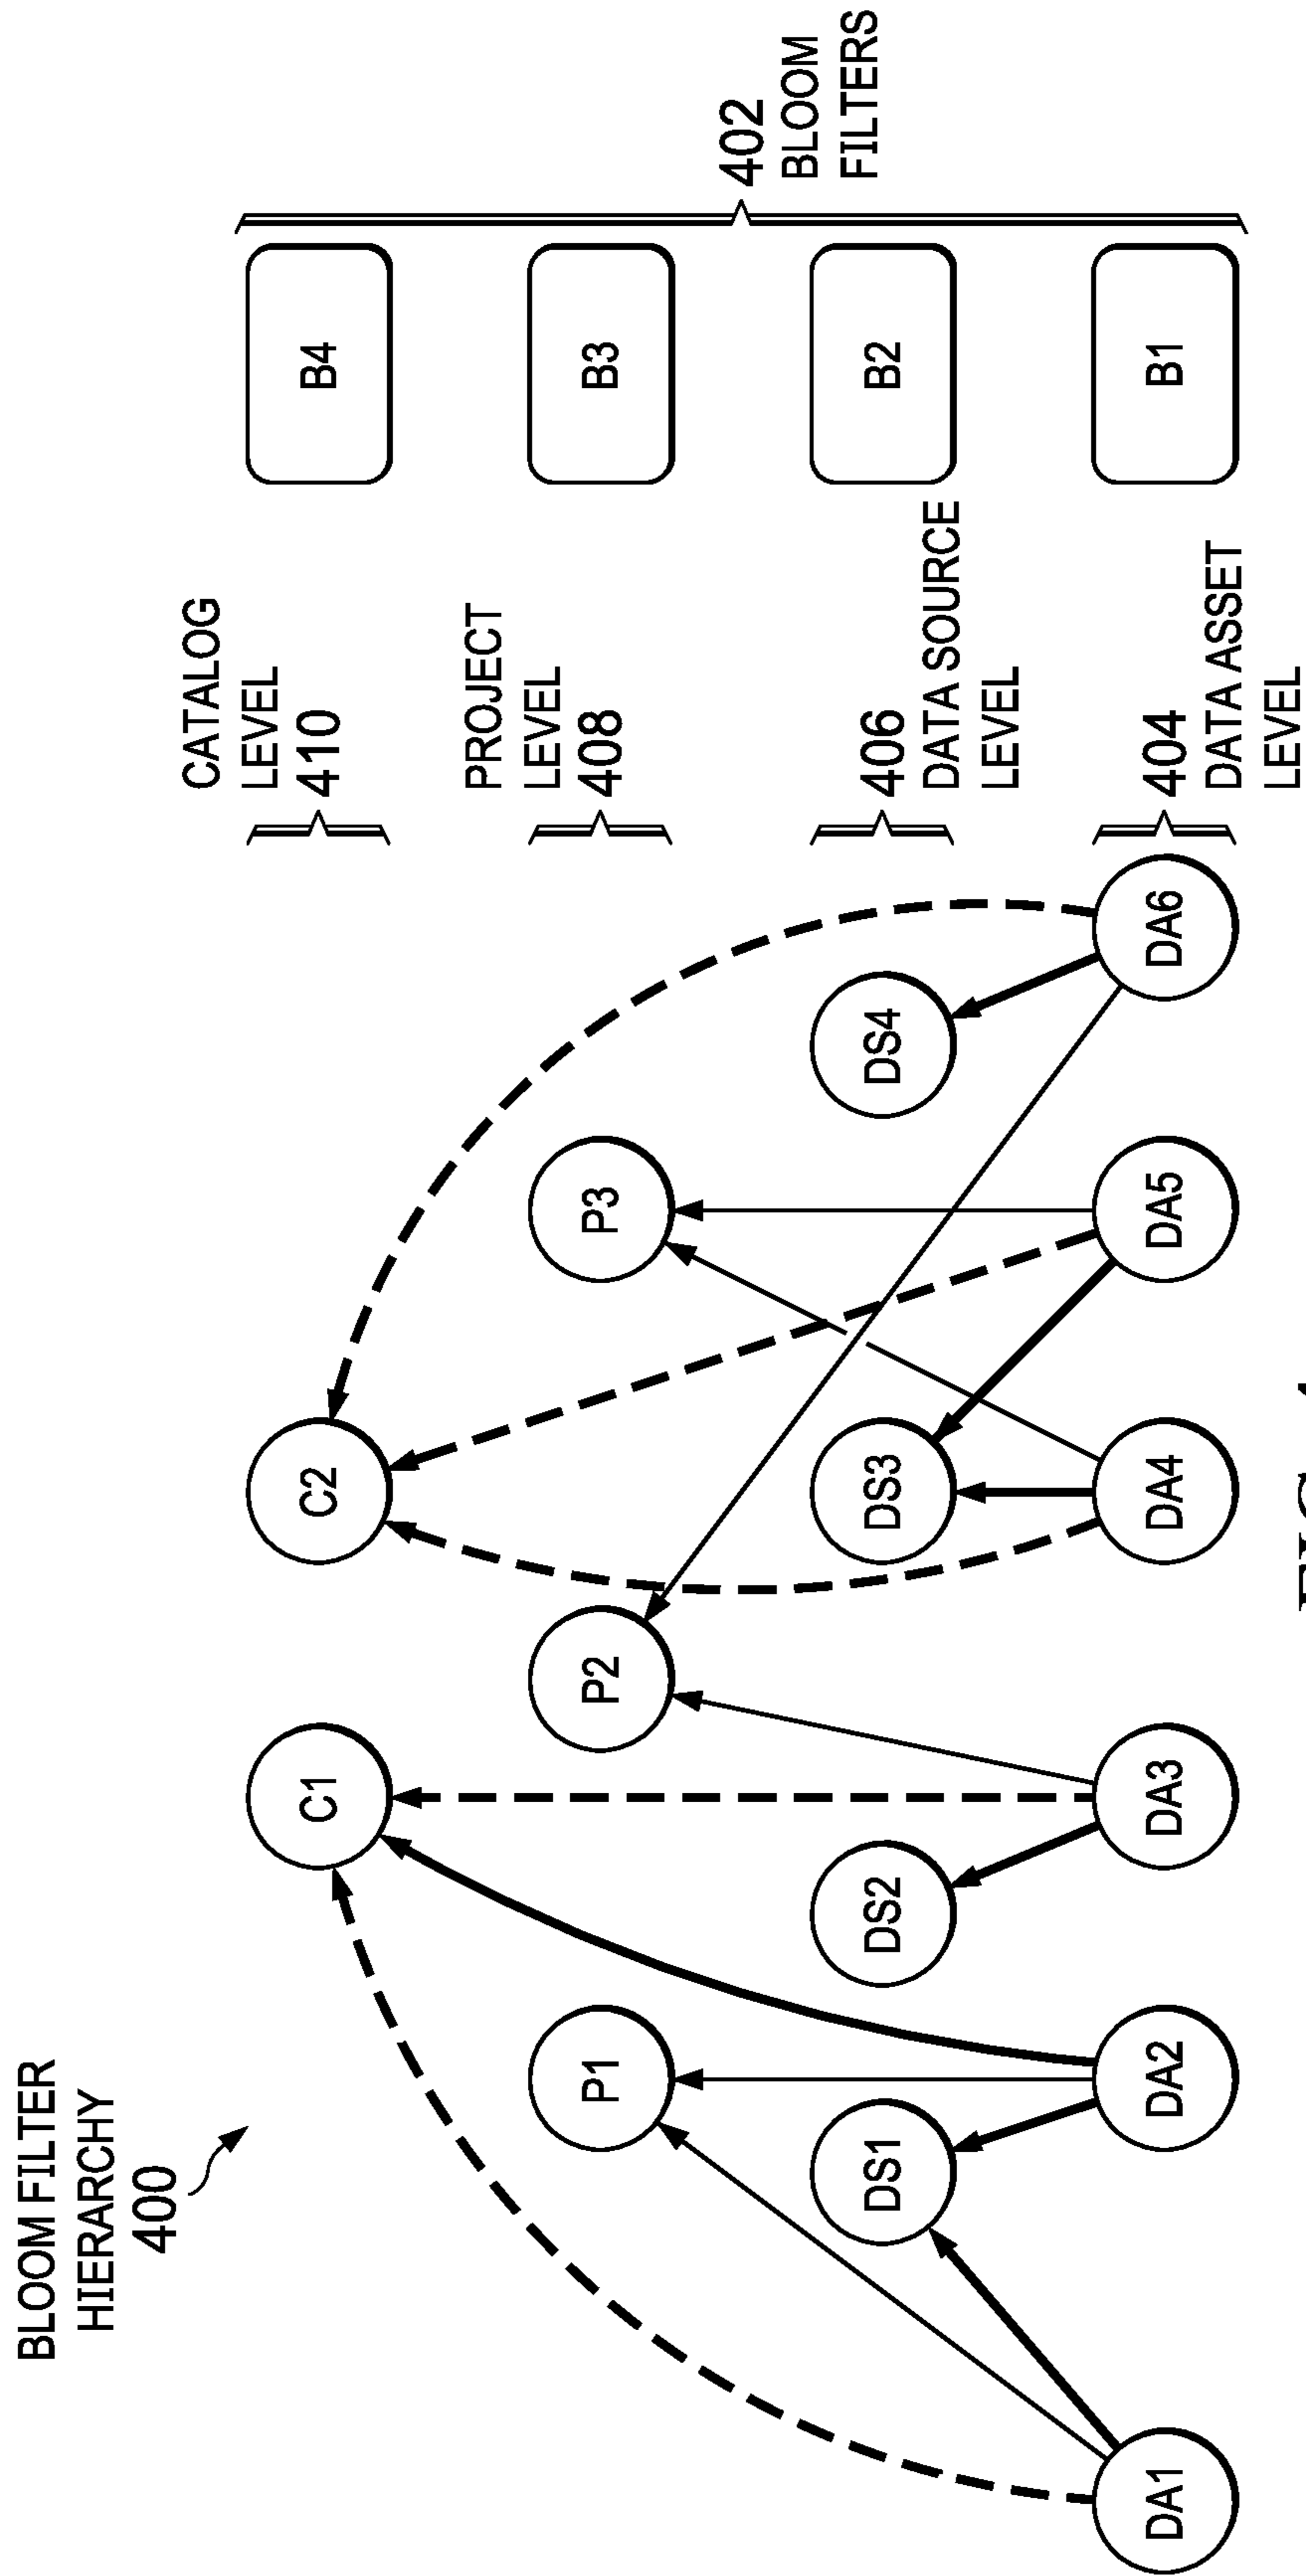 BLOOM FILTER
HIERARCHY
400
CATALOG
LEVEL
410
C1
C2
B4
PROJECT
LEVEL
408
P1
P2
P3
B3
402
BLOOM
FILTERS
DS1
DS2
DS3
DS4
406
DATA SOURCE
LEVEL
B2
DA1
DA2
DA3
DA4
DA5
DA6
404
DATA ASSET
LEVEL
B1